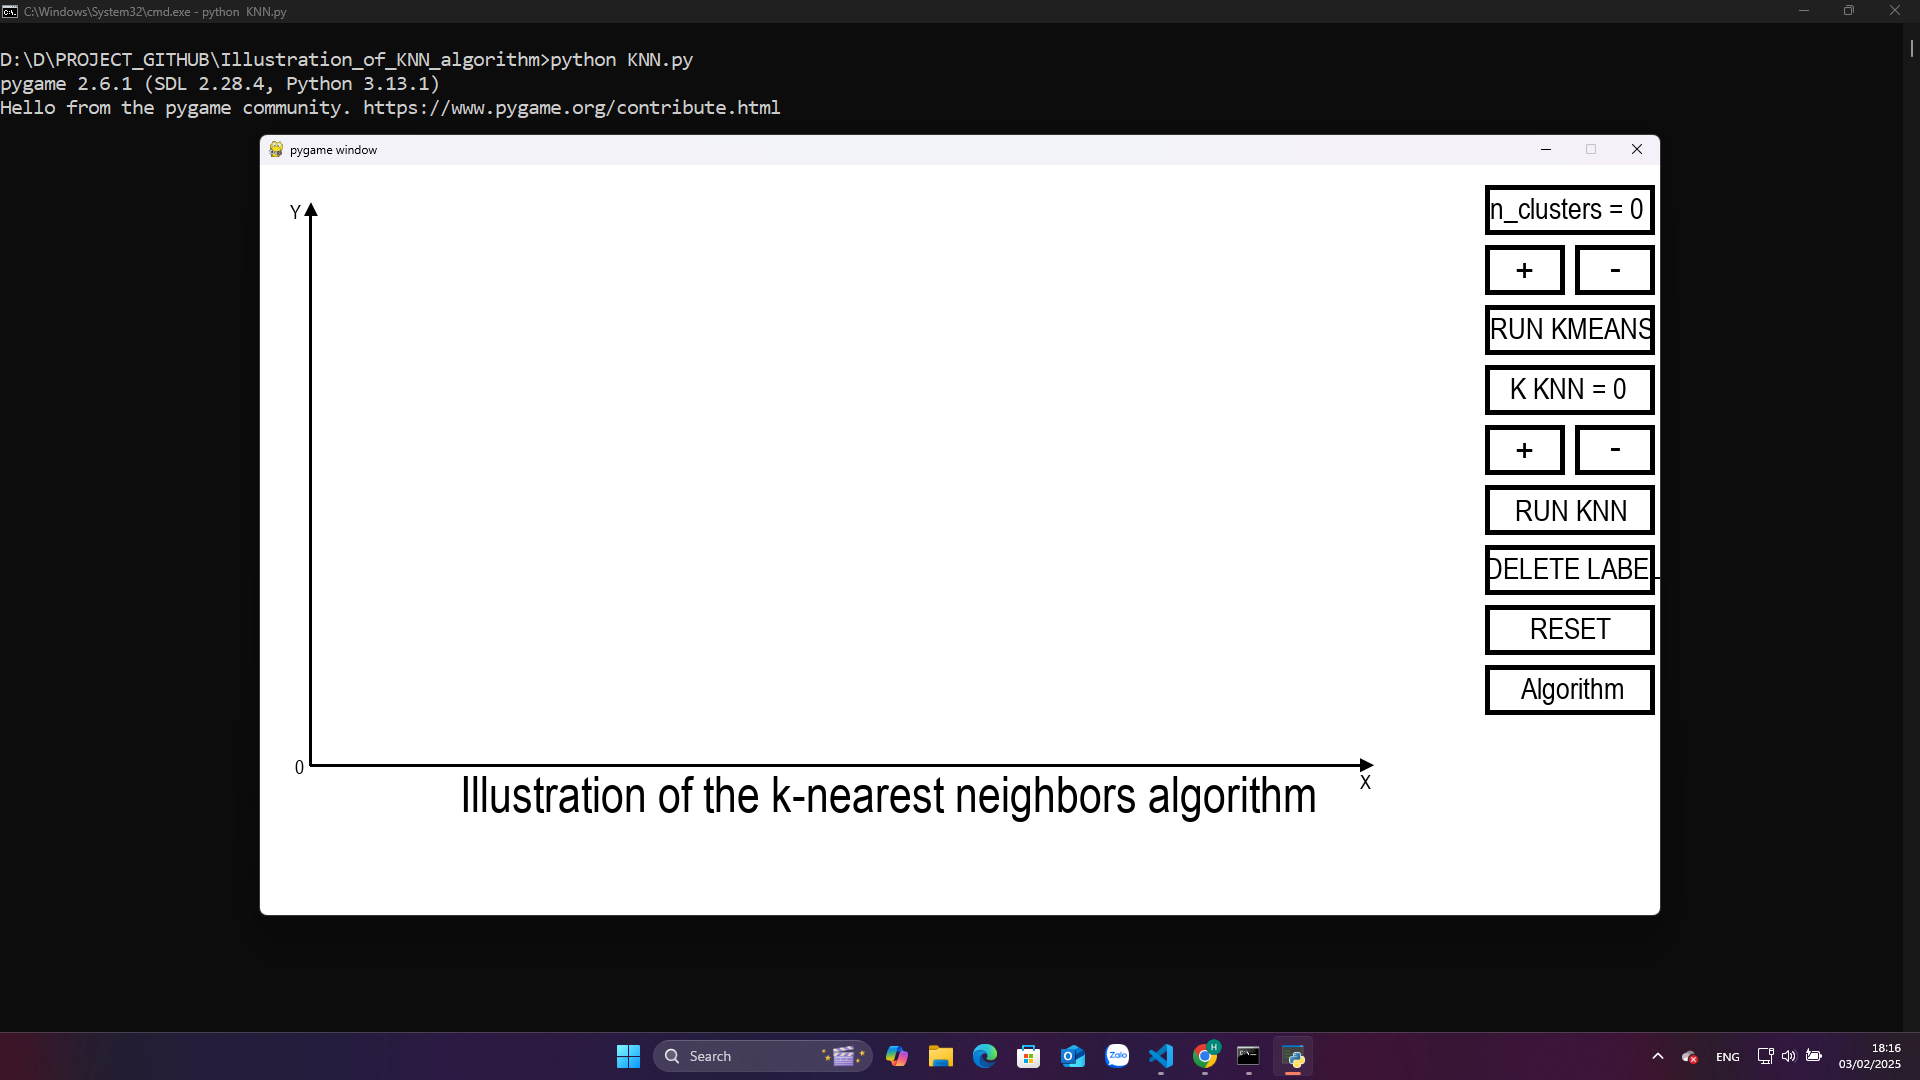 C:\Windows\System32\cmd.exe - python  KNN.py
D:\D\PROJECT_GITHUB\Illustration_of_KNN_algorithm>python KNN.py
pygame 2.6.1 (SDL 2.28.4, Python 3.13.1)
Hello from the pygame community. https://www.pygame.org/contribute.html
pygame window
Y
n_clusters = 0
+ -
RUN KMEANS
K KNN = 0
+ -
RUN KNN
DELETE LABEL
RESET
Algorithm
0
X
Illustration of the k-nearest neighbors algorithm
Search
Zalo
H
ENG
18:16
03/02/2025